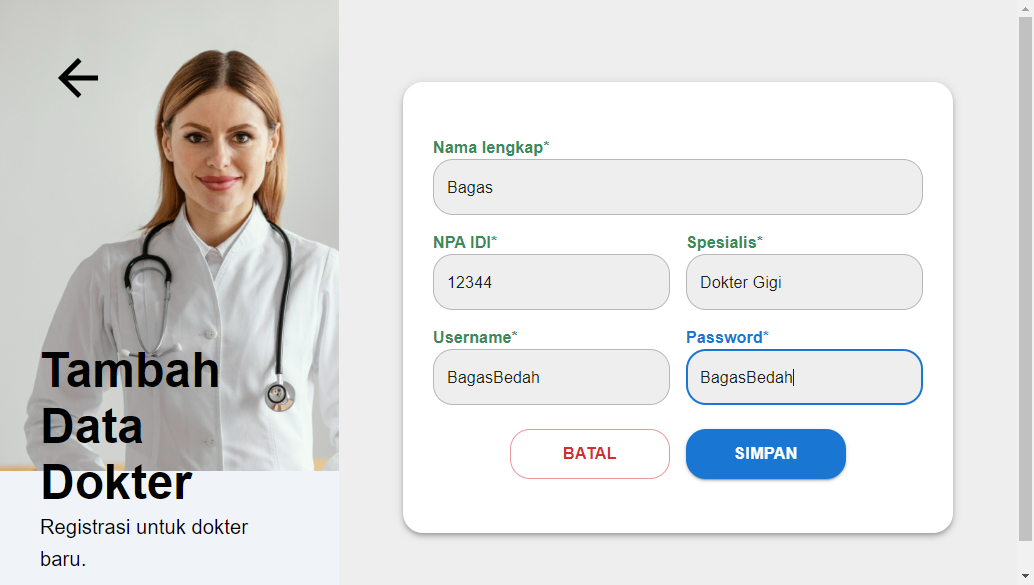 Tambah
Data
Dokter
Registrasi untuk dokter
baru.
Nama lengkap*
Bagas
NPA IDI*
Spesialis*
12344
Dokter Gigi
Username*
Password*
BagasBedah
BagasBedah
BATAL
SIMPAN